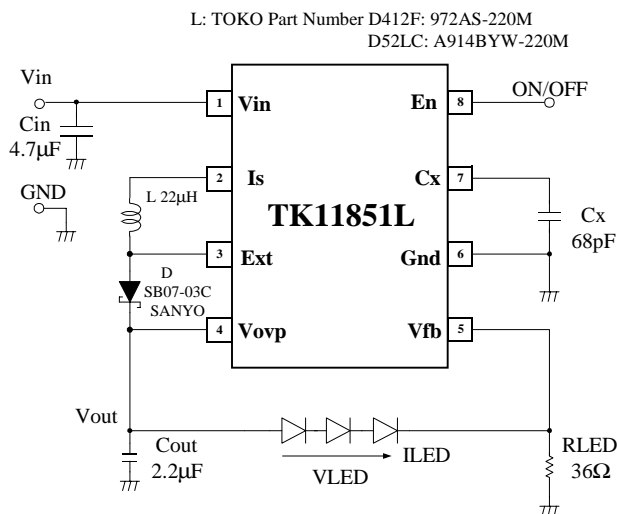 L: TOKO Part Number D412F: 972AS-220M
D52LC: A914BYW-220M
Vin
ON/OFF
1 Vin
En 8
Cin
4.7μF
2 Is
Cx 7
GND
L 22μH
TK11851L
Cx
68pF
3 Ext
Gnd 6
D
SB07-03C
SANYO
4 Vovp
Vfb 5
Vout
Cout
2.2μF
ILED
VLED
RLED
36Ω